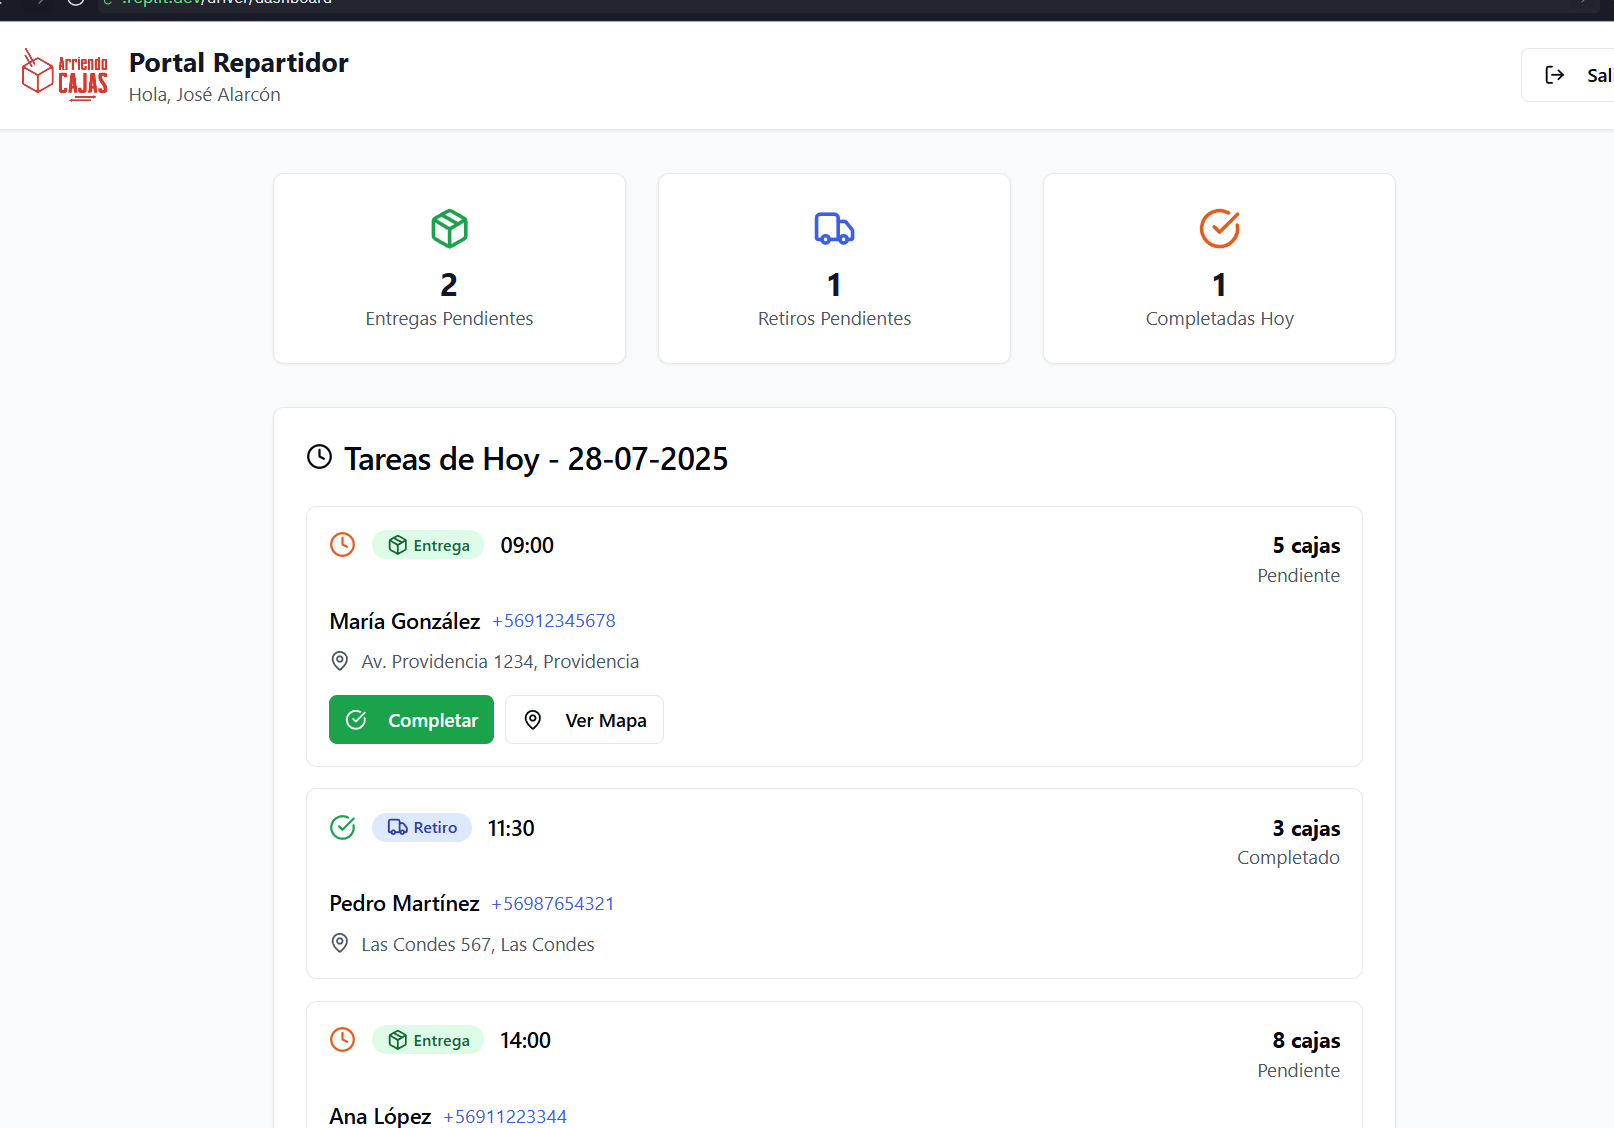 .replit.dev/driver/dashboard
Arriendo
CAJAS
Portal Repartidor
Hola, José Alarcón
2
Entregas Pendientes
1
Retiros Pendientes
1
Completadas Hoy
Tareas de Hoy - 28-07-2025
Entrega 09:00
5 cajas
Pendiente
María González +56912345678
Av. Providencia 1234, Providencia
Completar
Ver Mapa
Retiro 11:30
3 cajas
Completado
Pedro Martínez +56987654321
Las Condes 567, Las Condes
Entrega 14:00
8 cajas
Pendiente
Ana López +56911223344